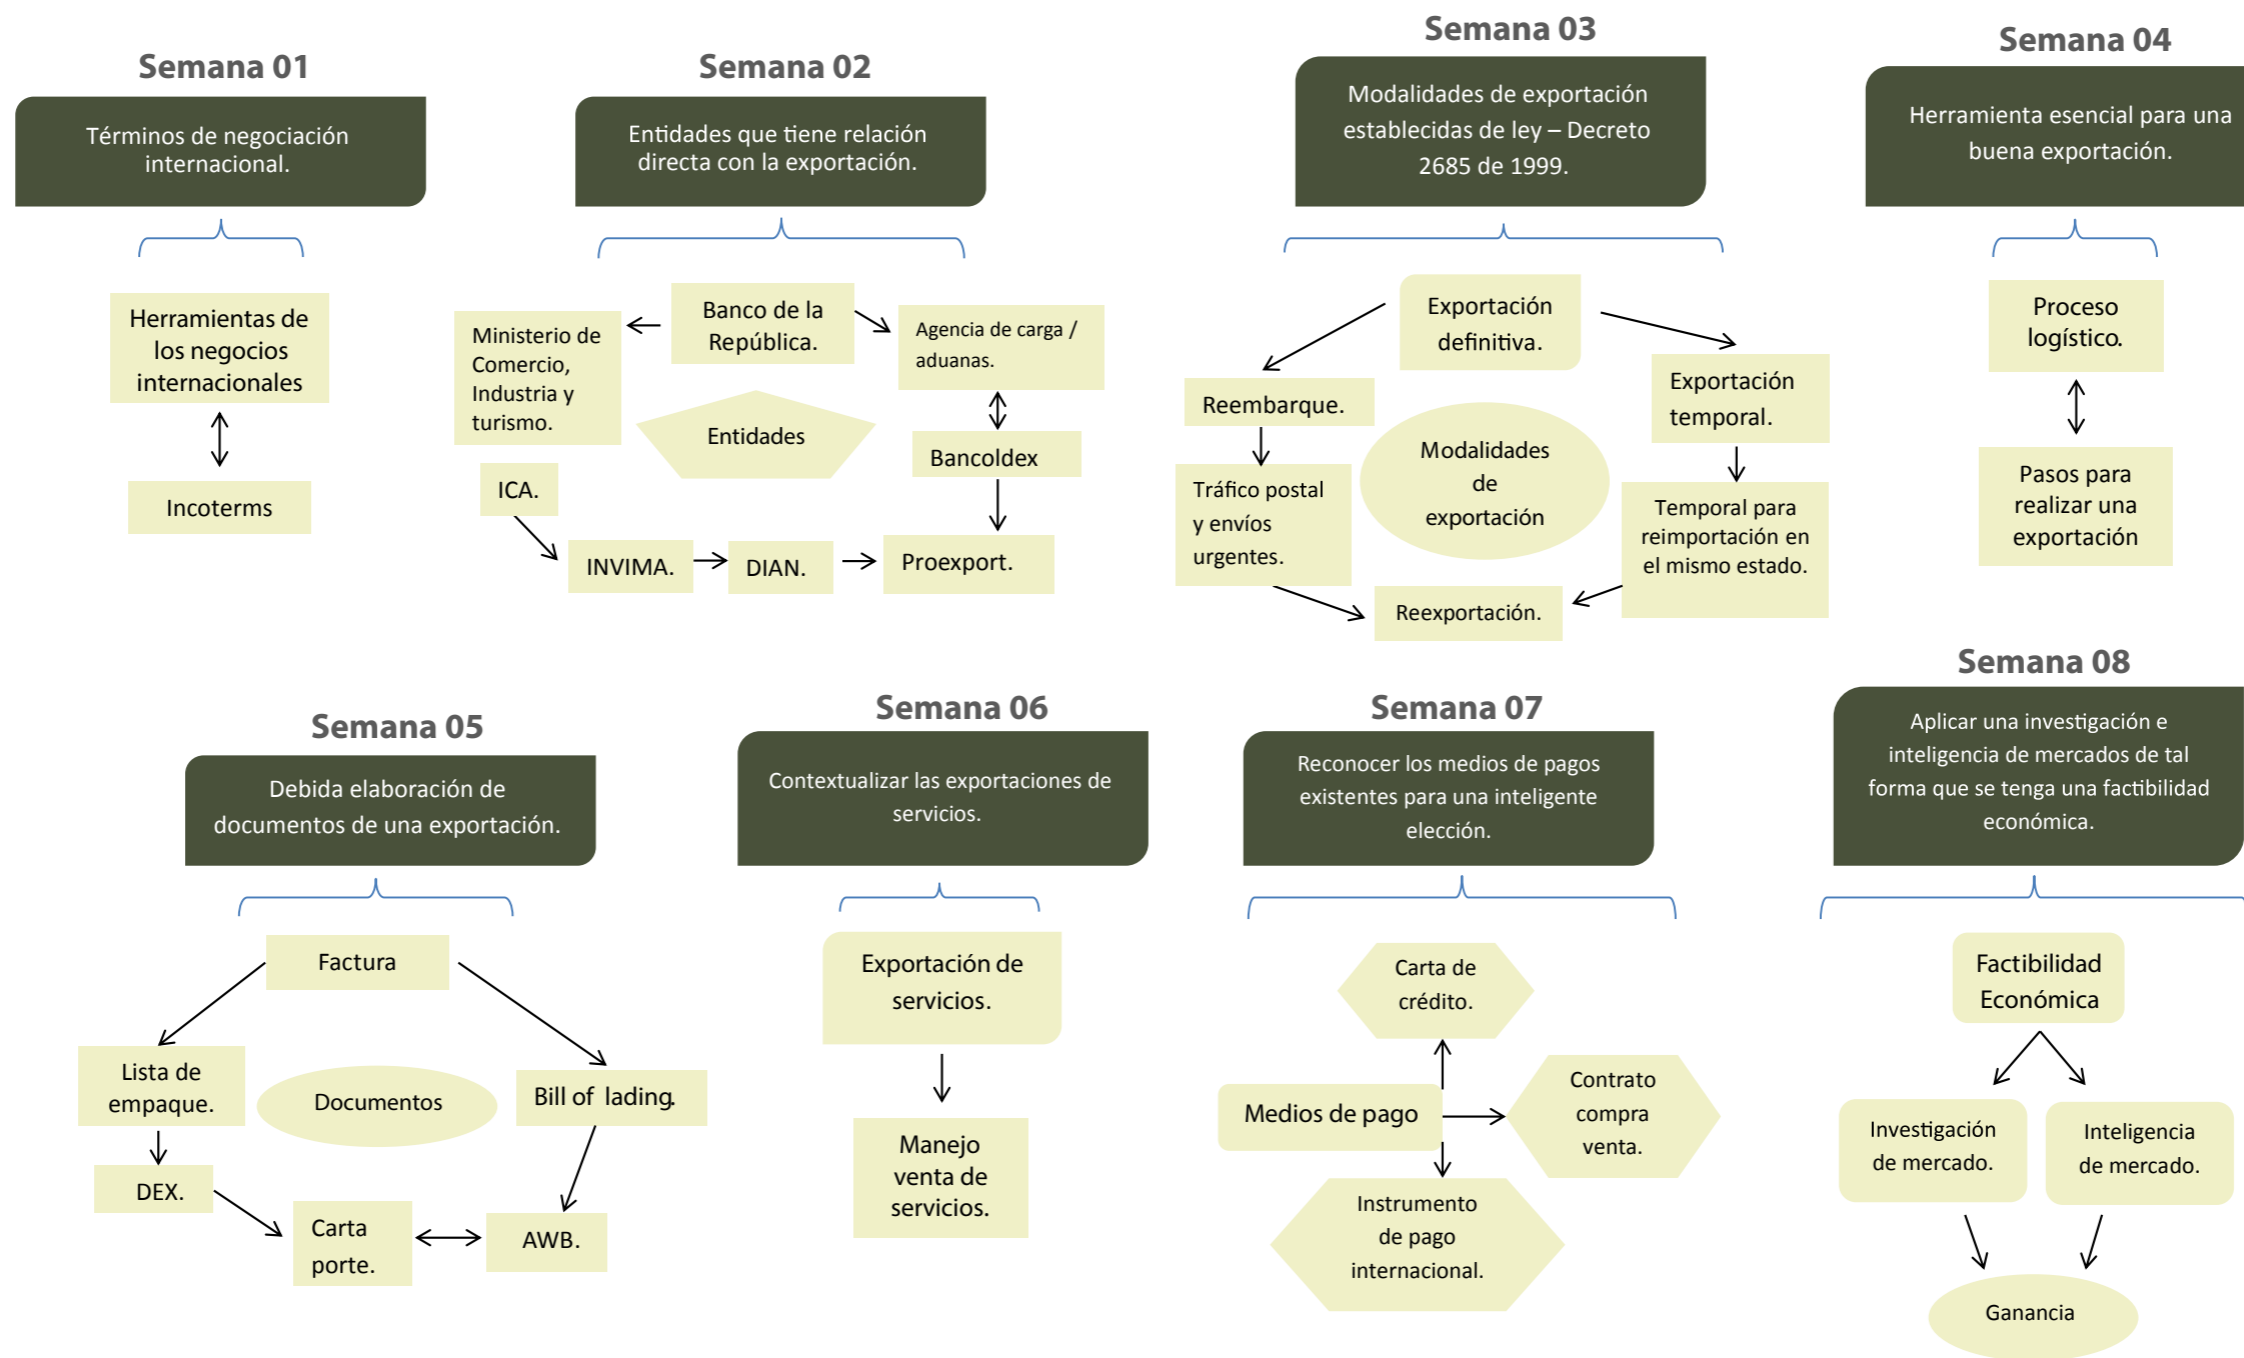 Semana 01
Términos de negociación
internacional.
Herramientas de
los negocios
internacionales
Incoterms
Semana 02
Entidades que tiene relación
directa con la exportación.
Banco de la
República.
Ministerio de
Comercio,
Industria y
turismo.
Agencia de carga /
aduanas.
Entidades
Bancoldex
ICA.
INVIMA.
DIAN.
Proexport.
Semana 03
Modalidades de exportación
establecidas de ley – Decreto
2685 de 1999.
Exportación
definitiva.
Reembarque.
Exportación
temporal.
Modalidades
de
exportación
Tráfico postal
y envíos
urgentes.
Temporal para
reimportación en
el mismo estado.
Reexportación.
Semana 04
Herramienta esencial para una
buena exportación.
Proceso
logístico.
Pasos para
realizar una
exportación
Semana 05
Debida elaboración de
documentos de una exportación.
Factura
Lista de
empaque.
Documentos
Bill of lading.
DEX.
Carta
porte.
AWB.
Semana 06
Contextualizar las exportaciones de
servicios.
Exportación de
servicios.
Manejo
venta de
servicios.
Semana 07
Reconocer los medios de pagos
existentes para una inteligente
elección.
Carta de
crédito.
Medios de pago
Contrato
compra
venta.
Instrumento
de pago
internacional.
Semana 08
Aplicar una investigación e
inteligencia de mercados de tal
forma que se tenga una factibilidad
económica.
Factibilidad
Económica
Investigación
de mercado.
Inteligencia
de mercado.
Ganancia